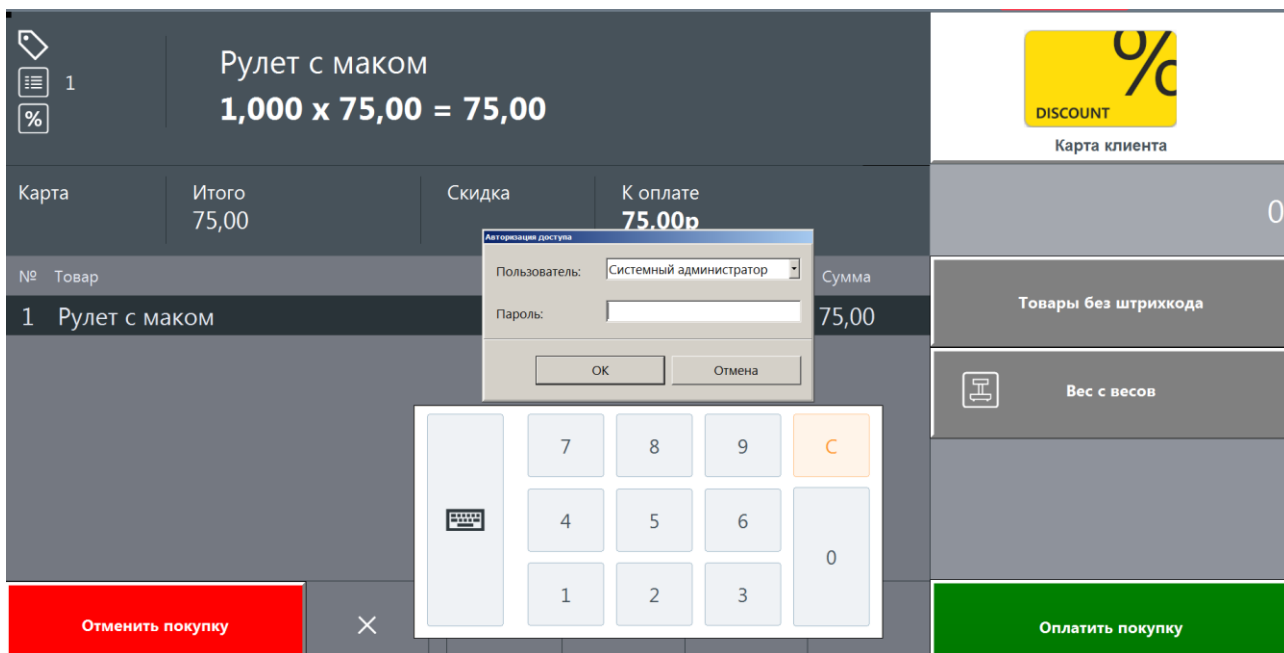 1
Рулет с маком
1,000 x 75,00 = 75,00
%
DISCOUNT
Карта клиента
Карта
Итого
75,00
Скидка
К оплате
75,00р
0
Авторизация доступа
Пользователь:
Системный администратор
Пароль:
OK
Отмена
№ Товар
Сумма
1 Рулет с маком
75,00
Товары без штрихкода
Вес с весов
7 8 9 C
4 5 6
0
1 2 3
Отменить покупку
Оплатить покупку